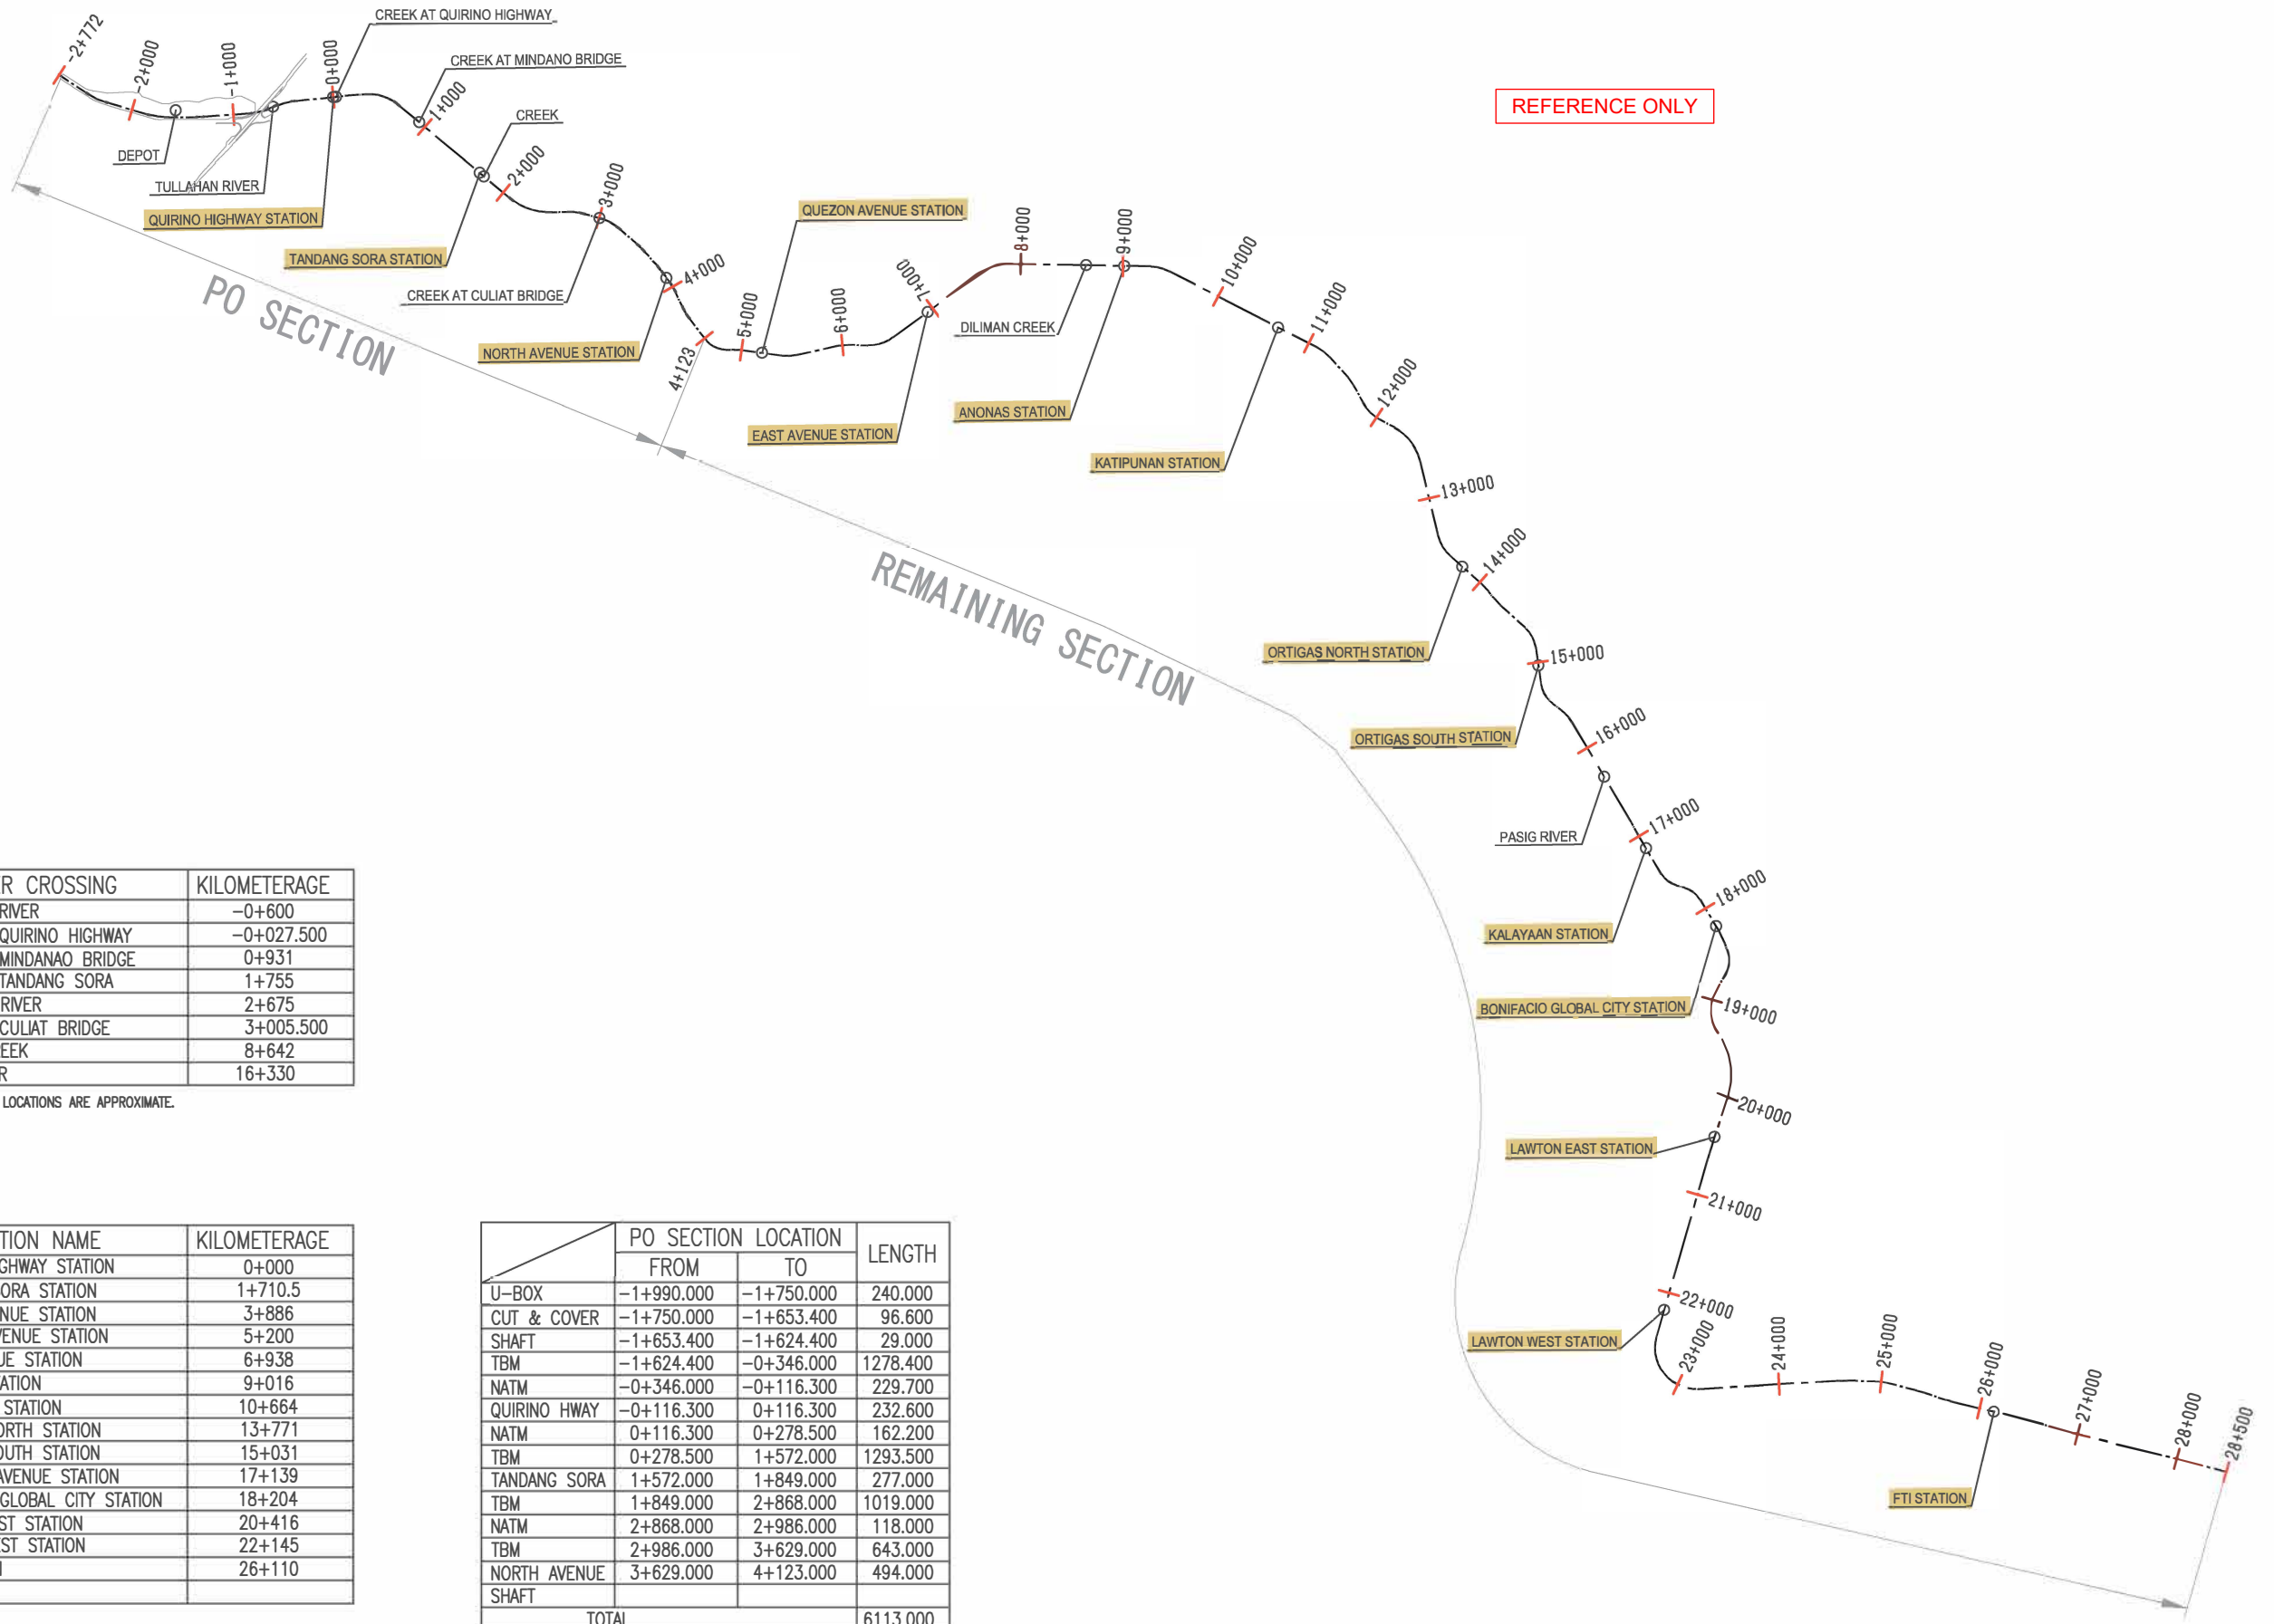 REFERENCE ONLY
-2+772
-2+000
-1+000
-0+000
CREEK AT QUIRINO HIGHWAY
CREEK AT MINDANO BRIDGE
1+000
CREEK
2+000
3+000
DEPOT
TULLAHAN RIVER
QUIRINO HIGHWAY STATION
TANDANG SORA STATION
CREEK AT CULIAT BRIDGE
NORTH AVENUE STATION
4+000
4+123
5+000
QUEZON AVENUE STATION
6+000
7+000
EAST AVENUE STATION
8+000
DILIMAN CREEK
9+000
ANONAS STATION
10+000
KATIPUNAN STATION
11+000
12+000
13+000
14+000
ORTIGAS NORTH STATION
15+000
ORTIGAS SOUTH STATION
16+000
PASIG RIVER
17+000
KALAYAAN STATION
18+000
BONIFACIO GLOBAL CITY STATION
19+000
20+000
LAWTON EAST STATION
21+000
22+000
LAWTON WEST STATION
23+000
24+000
25+000
26+000
FTI STATION
27+000
28+000
28+500
PO SECTION
REMAINING SECTION
CROSSING KILOMETERAGE
RIVER -0+600
QUIRINO HIGHWAY -0+027.500
MINDANAO BRIDGE 0+931
TANDANG SORA 1+755
RIVER 2+675
CULIAT BRIDGE 3+005.500
8+642
16+330
LOCATIONS ARE APPROXIMATE.
NAME KILOMETERAGE
STATION 0+000
STATION 1+710.5
STATION 3+886
STATION 5+200
STATION 6+938
9+016
STATION 10+664
STATION 13+771
STATION 15+031
AVENUE STATION 17+139
GLOBAL CITY STATION 18+204
STATION 20+416
STATION 22+145
26+110
PO SECTION LOCATION LENGTH
FROM TO
U-BOX -1+990.000 -1+750.000 240.000
CUT & COVER -1+750.000 -1+653.400 96.600
SHAFT -1+653.400 -1+624.400 29.000
TBM -1+624.400 -0+346.000 1278.400
NATM -0+346.000 -0+116.300 229.700
QUIRINO HWAY -0+116.300 0+116.300 232.600
NATM 0+116.300 0+278.500 162.200
TBM 0+278.500 1+572.000 1293.500
TANDANG SORA 1+572.000 1+849.000 277.000
TBM 1+849.000 2+868.000 1019.000
NATM 2+868.000 2+986.000 118.000
TBM 2+986.000 3+629.000 643.000
NORTH AVENUE 3+629.000 4+123.000 494.000
SHAFT
TOTAL 6113.000